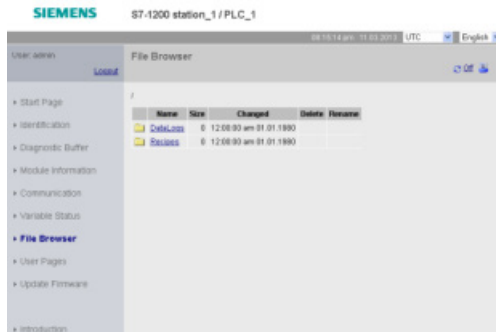 SIEMENS
S7-1200 station_1 / PLC_1
08:15:14 am 11.03.2013 UTC English
User: admin
Logout
File Browser
Off
Start Page
Identification
Diagnostic Buffer
Module Information
Communication
Variable Status
File Browser
User Pages
Update Firmware
Introduction
/
Name Size Changed Delete Rename
DataLogs 0 12:00:00 am 01.01.1980
Recipes 0 12:00:00 am 01.01.1980